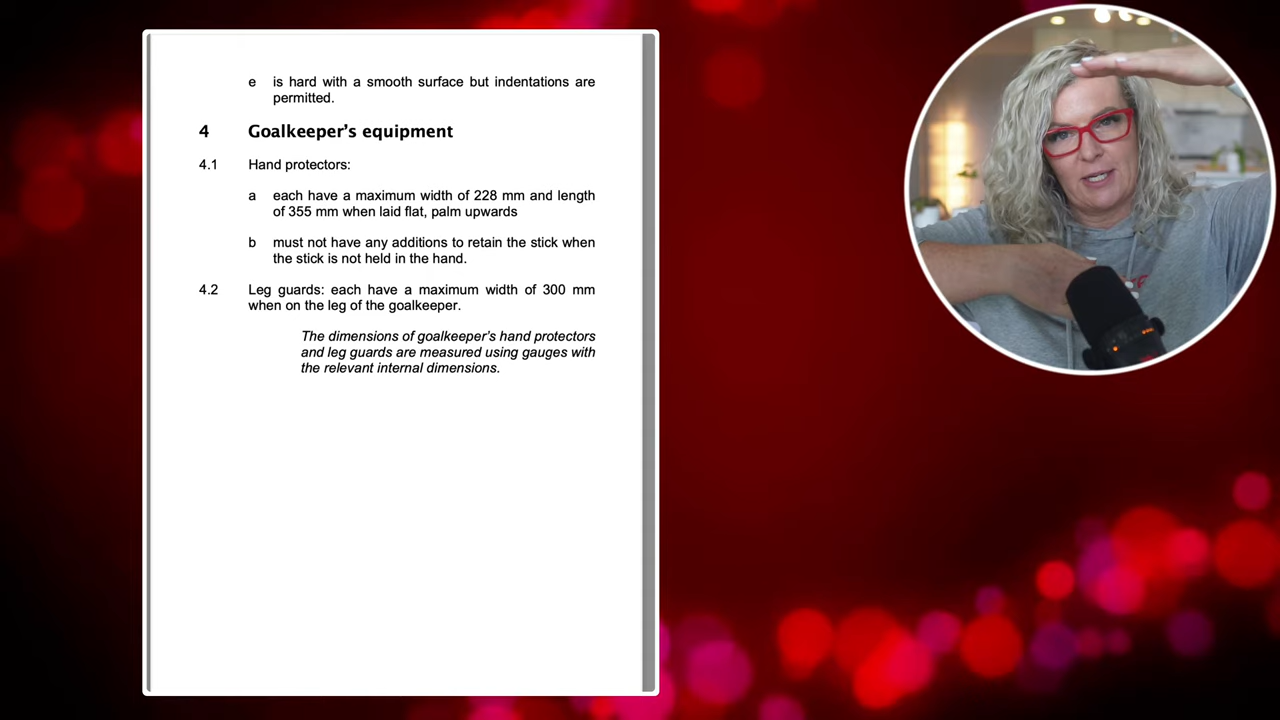 e is hard with a smooth surface but indentations are
permitted.
4 Goalkeeper's equipment
4.1 Hand protectors:
a each have a maximum width of 228 mm and length
of 355 mm when laid flat, palm upwards
b must not have any additions to retain the stick when
the stick is not held in the hand.
4.2 Leg guards: each have a maximum width of 300 mm
when on the leg of the goalkeeper.
The dimensions of goalkeeper's hand protectors
and leg guards are measured using gauges with
the relevant internal dimensions.